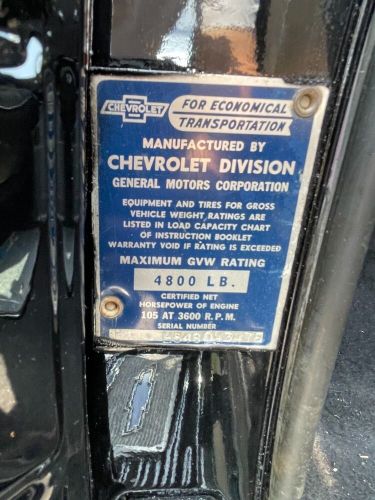 CHEVROLET
FOR ECONOMICAL
TRANSPORTATION
MANUFACTURED BY
CHEVROLET DIVISION
GENERAL MOTORS CORPORATION
EQUIPMENT AND TIRES FOR GROSS
VEHICLE WEIGHT RATINGS ARE
LISTED IN LOAD CAPACITY CHART
OF INSTRUCTION BOOKLET
WARRANTY VOID IF RATING IS EXCEEDED
MAXIMUM GVW RATING
4800 LB.
CERTIFIED NET
HORSEPOWER OF ENGINE
105 AT 3600 R.P.M.
SERIAL NUMBER